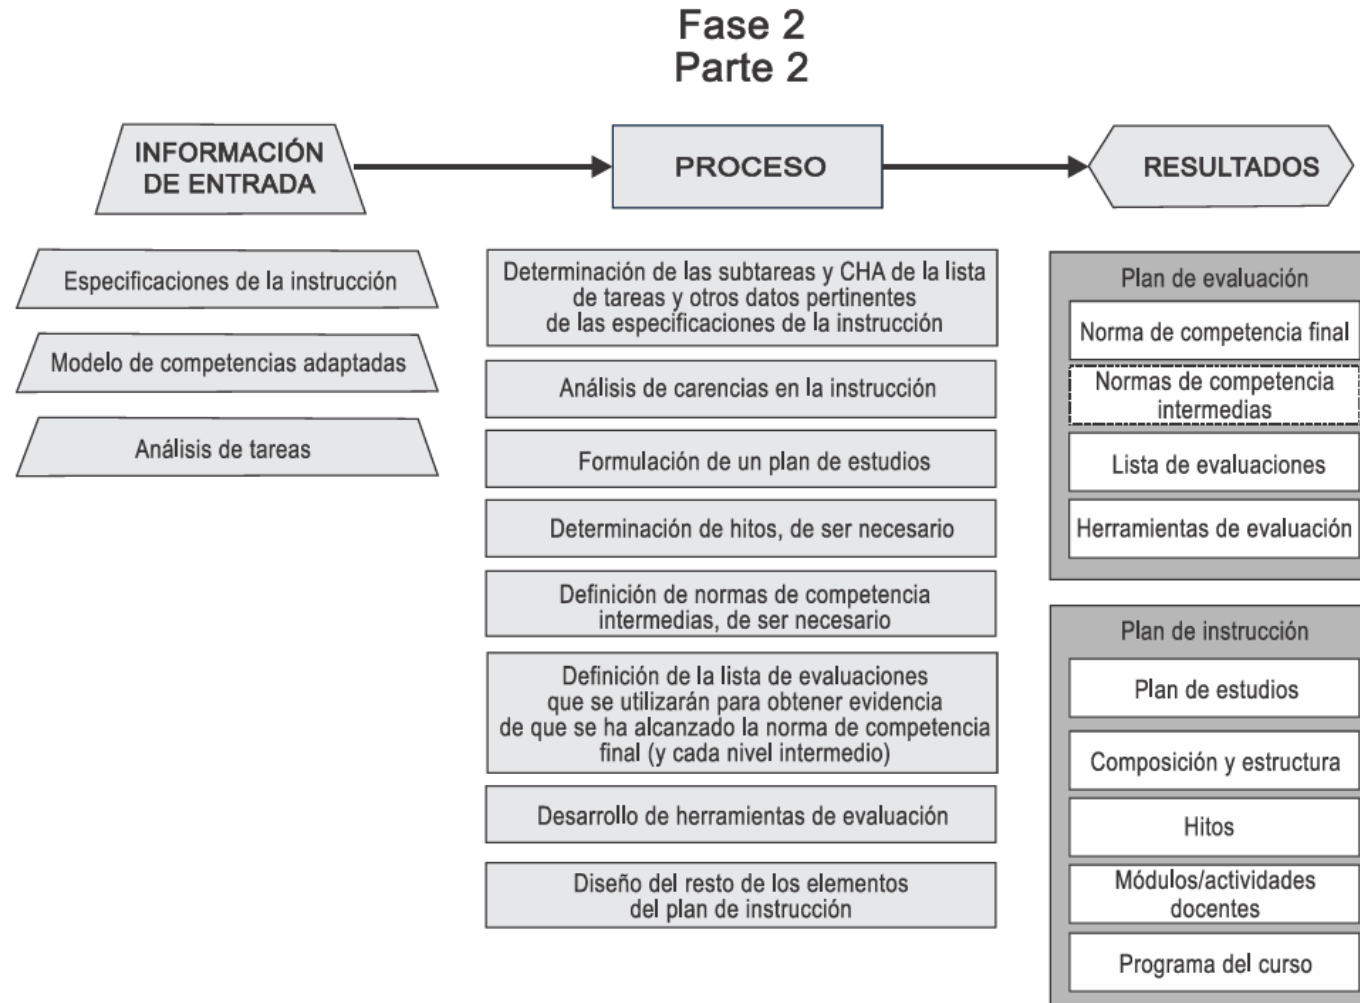 Fase 2
Parte 2
INFORMACIÓN
DE ENTRADA
PROCESO
RESULTADOS
Especificaciones de la instrucción
Modelo de competencias adaptadas
Análisis de tareas
Determinación de las subtareas y CHA de la lista
de tareas y otros datos pertinentes
de las especificaciones de la instrucción
Análisis de carencias en la instrucción
Formulación de un plan de estudios
Determinación de hitos, de ser necesario
Definición de normas de competencia
intermedias, de ser necesario
Definición de la lista de evaluaciones
que se utilizarán para obtener evidencia
de que se ha alcanzado la norma de competencia
final (y cada nivel intermedio)
Desarrollo de herramientas de evaluación
Diseño del resto de los elementos
del plan de instrucción
Plan de evaluación
Norma de competencia final
Normas de competencia
intermedias
Lista de evaluaciones
Herramientas de evaluación
Plan de instrucción
Plan de estudios
Composición y estructura
Hitos
Módulos/actividades
docentes
Programa del curso